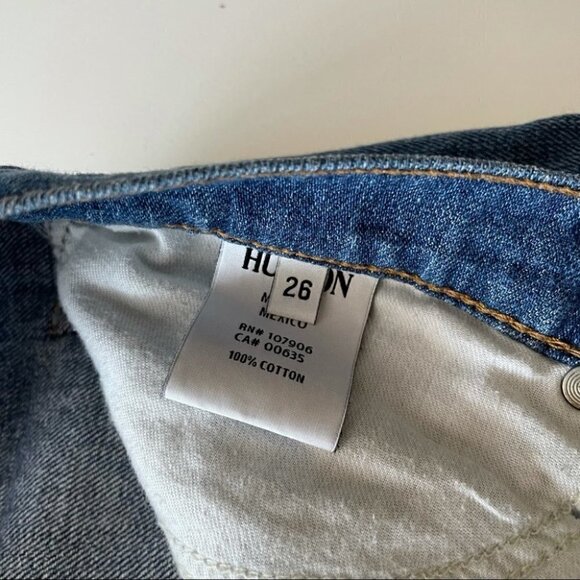 HU ON
26
M
MEXICO
RN# 107906
CA# 00635
100% COTTON